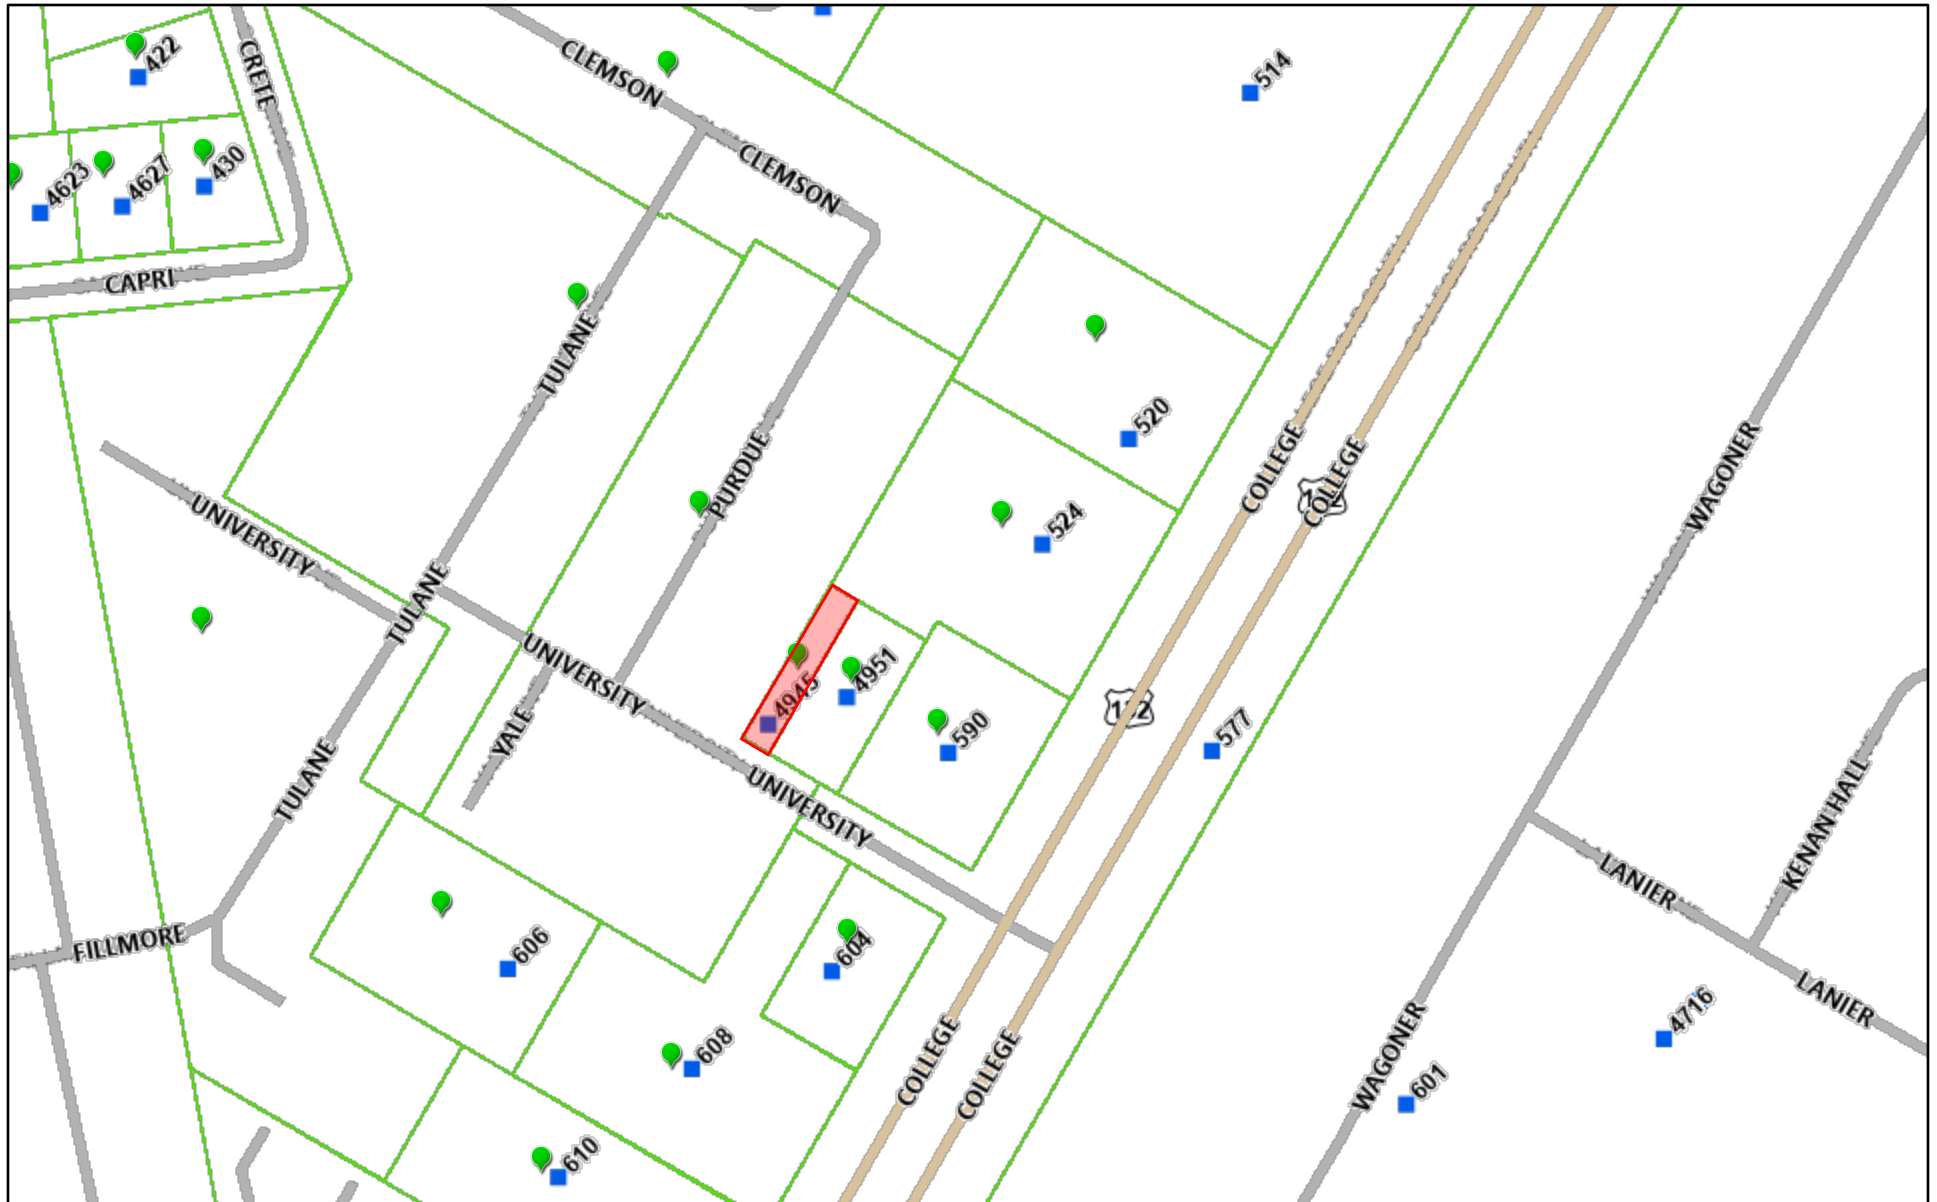 422
CRETE
CLEMSON
514
4623
4627
430
CLEMSON
CAPRI
TULANE
520
COLLEGE
COLLEGE
WAGONER
PURDUE
UNIVERSITY
524
TULANE
UNIVERSITY
4945
4951
590
132
577
YALE
TULANE
UNIVERSITY
KENAN HALL
LANIER
FILLMORE
606
604
LANIER
608
COLLEGE
COLLEGE
WAGONER
4716
601
610